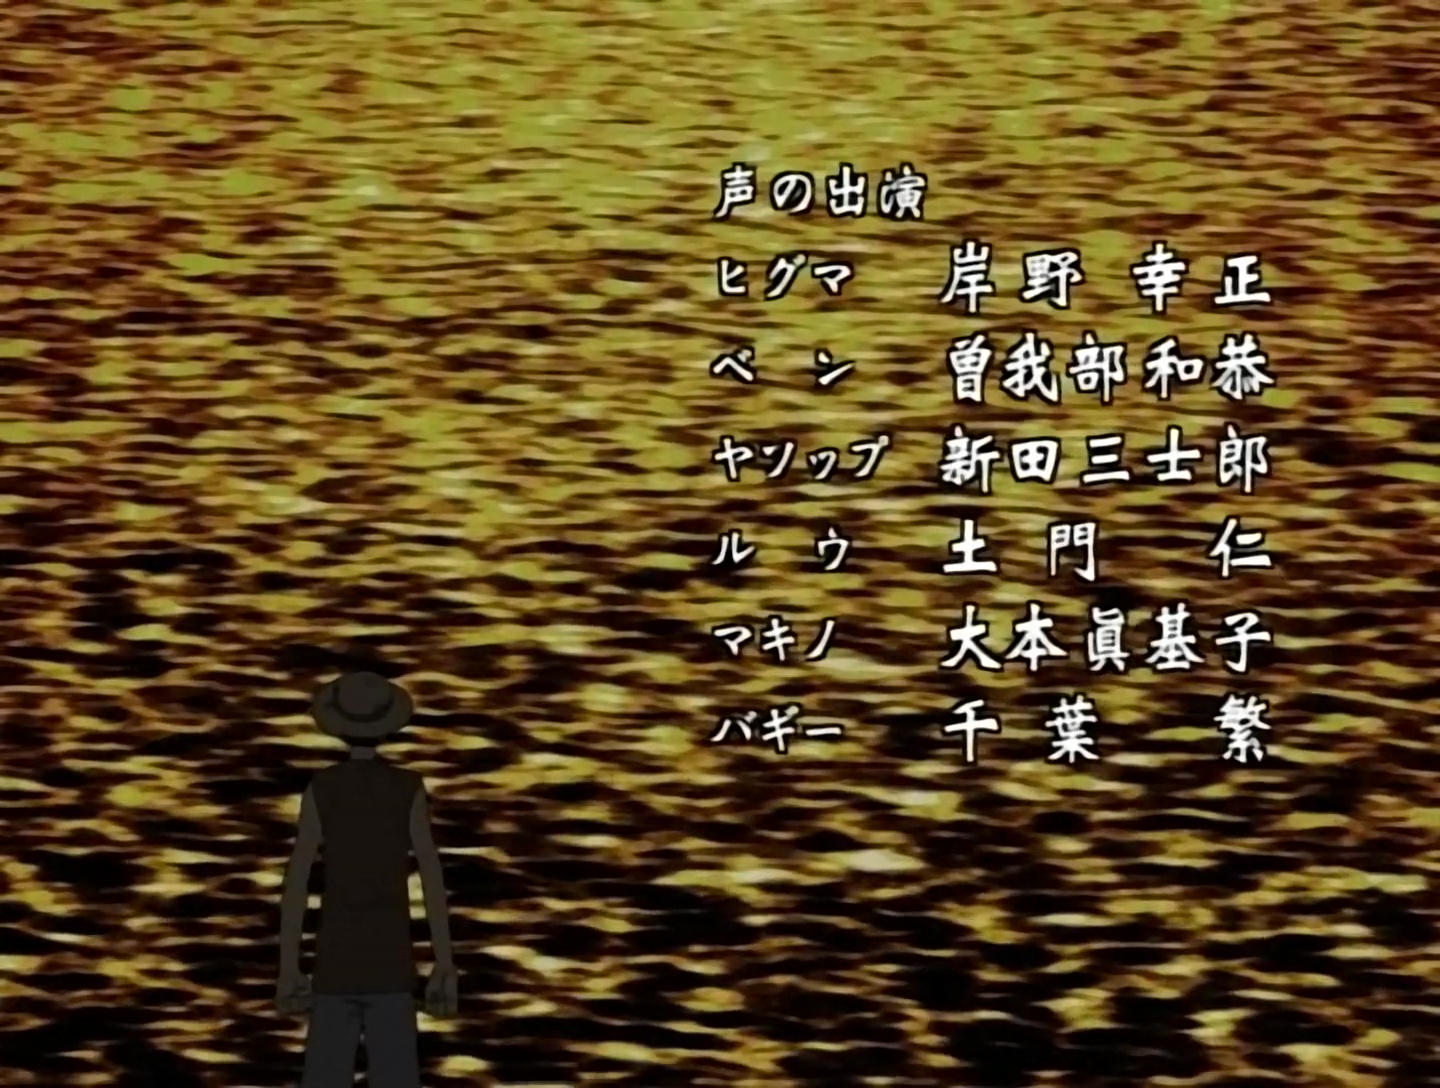 声の出演
ヒグマ 岸野 幸正
ベン 曽我部和恭
ヤソップ 新田三士郎
ルウ 土門 仁
マキノ 大本眞基子
バギー 千葉 繁